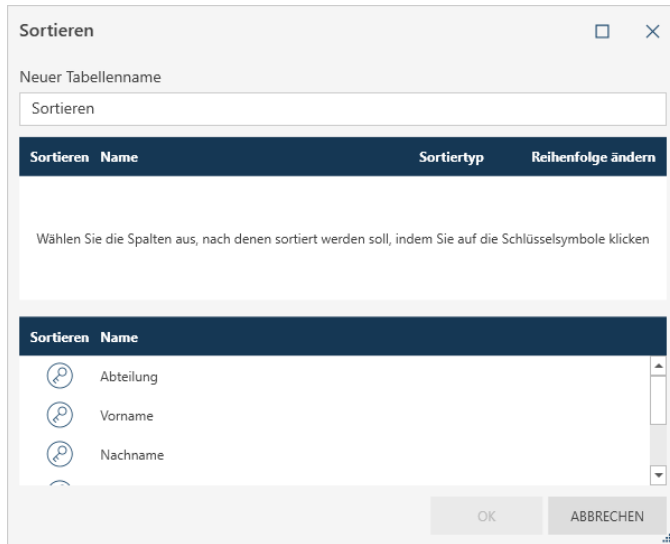 Sortieren
Neuer Tabellenname
Sortieren
Sortieren Name Sortiertyp Reihenfolge ändern
Wählen Sie die Spalten aus, nach denen sortiert werden soll, indem Sie auf die Schlüsselsymbole klicken
Sortieren Name
Abteilung
Vorname
Nachname
OK ABBRECHEN